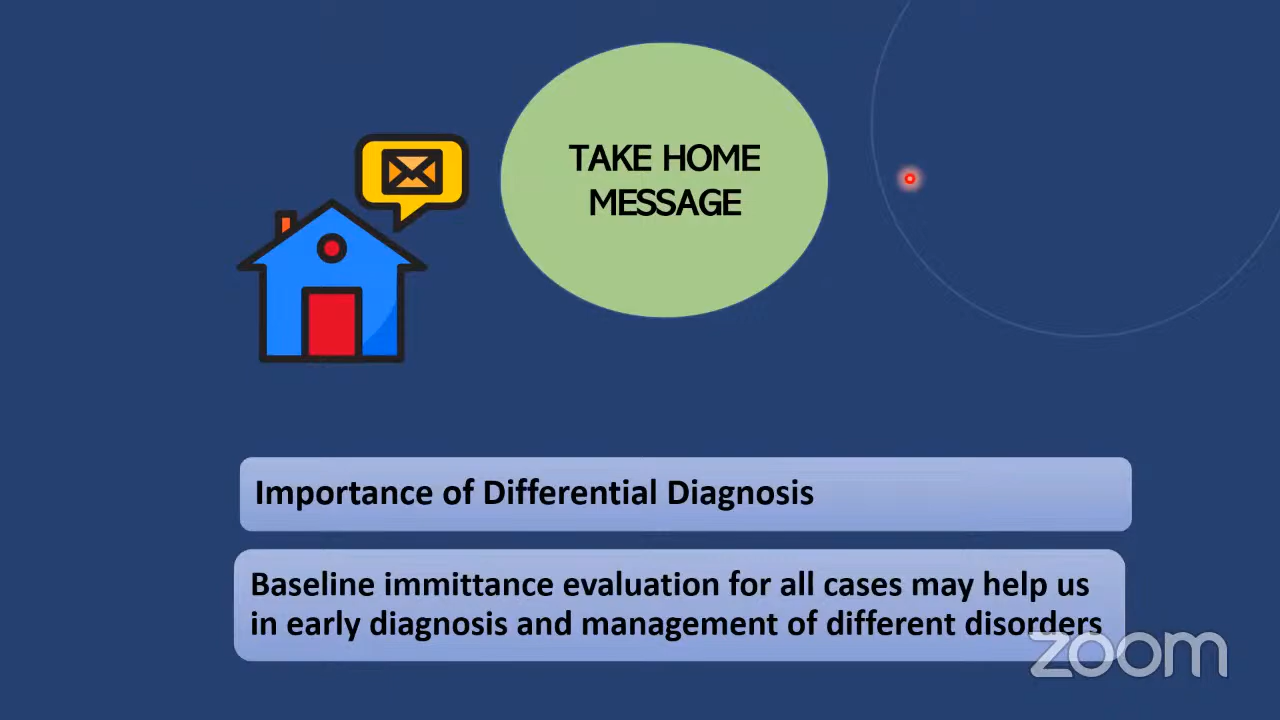 TAKE HOME
MESSAGE
Importance of Differential Diagnosis
Baseline immittance evaluation for all cases may help us
in early diagnosis and management of different disorders
zoom